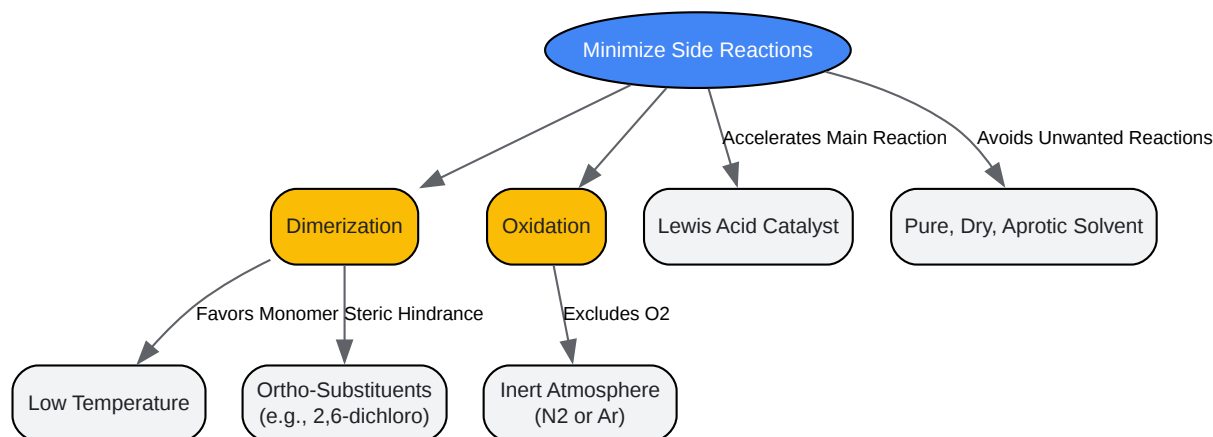 Minimize Side Reactions
Accelerates Main Reaction
Avoids Unwanted Reactions
Dimerization
Oxidation
Lewis Acid Catalyst
Pure, Dry, Aprotic Solvent
Favors Monomer
Steric Hindrance
Excludes O2
Low Temperature
Ortho-Substituents
(e.g., 2,6-dichloro)
Inert Atmosphere
(N2 or Ar)